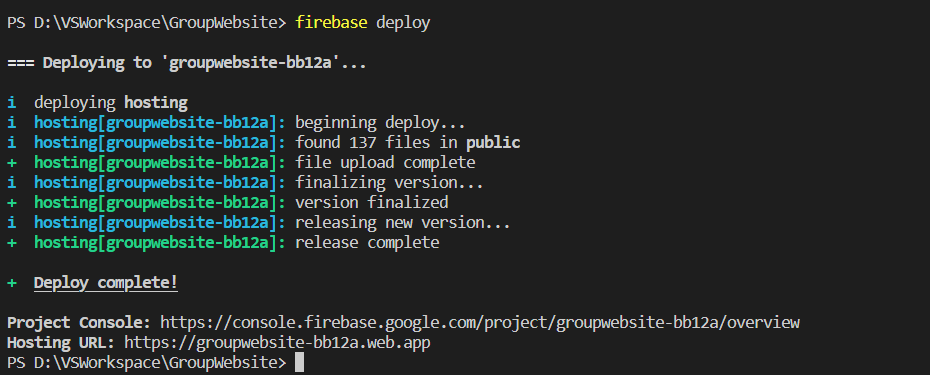 PS D:\VSWorkspace\GroupWebsite> firebase deploy
=== Deploying to 'groupwebsite-bb12a'...
i deploying hosting
i hosting[groupwebsite-bb12a]: beginning deploy...
i hosting[groupwebsite-bb12a]: found 137 files in public
+ hosting[groupwebsite-bb12a]: file upload complete
i hosting[groupwebsite-bb12a]: finalizing version...
+ hosting[groupwebsite-bb12a]: version finalized
i hosting[groupwebsite-bb12a]: releasing new version...
+ hosting[groupwebsite-bb12a]: release complete
+ Deploy complete!
Project Console: https://console.firebase.google.com/project/groupwebsite-bb12a/overview
Hosting URL: https://groupwebsite-bb12a.web.app
PS D:\VSWorkspace\GroupWebsite>